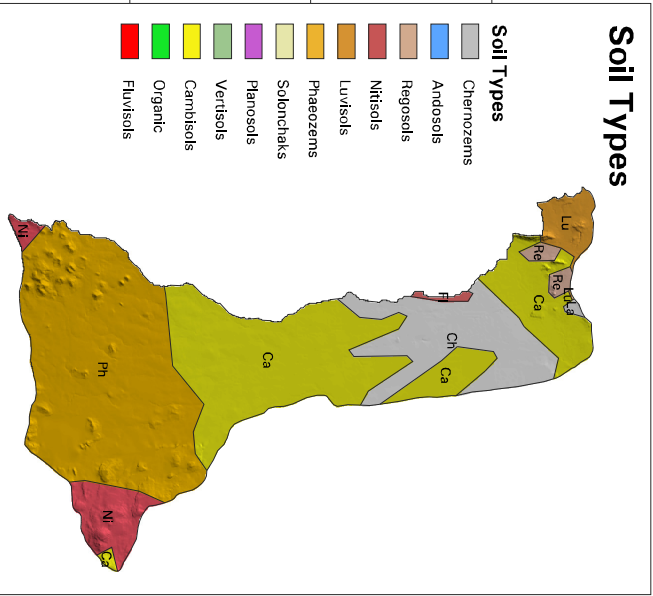 Soil Types
Soil Types
Chernozems
Andosols
Regosols
Nitisols
Luvisols
Phaeozems
Solonchaks
Planosols
Vertisols
Cambisols
Organic
Fluvisols
Lu
Lu
La
Re
Re
Ca
Ch
Fl
Ca
Ca
Ph
Ni
Ni
Ca